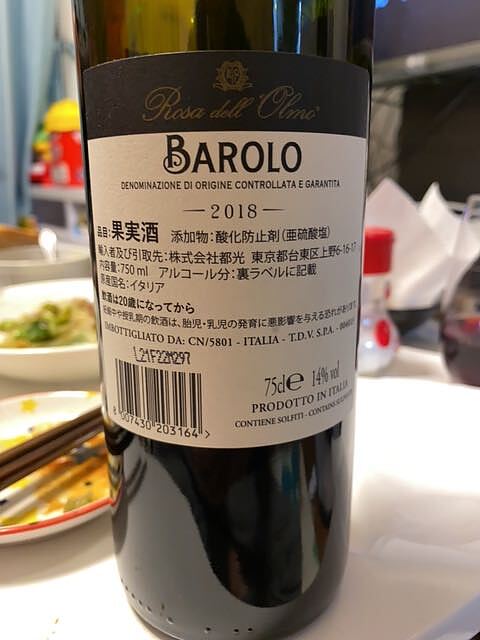 Rosa dell'Olmo
BAROLO
DENOMINAZIONE DI ORIGINE CONTROLLATA E GARANTITA
2018
品目:果実酒 添加物:酸化防止剤(亜硫酸塩)
輸入者及び引取先:株式会社都光 東京都台東区上野6-16-17
内容量:750ml アルコール分:裏ラベルに記載
原産国名:イタリア
飲酒は20歳になってから
妊娠中や授乳期の飲酒は、胎児・乳児の発育に悪影響を与える恐れがあります
IMBOTTIGLIATO DA: CN/5801 - ITALIA - T.D.V. S.P.A.
L21F22M297
75cl e 14% vol
PRODOTTO IN ITALIA
CONTIENE SOLFITI - CONTAINS
8 007430 203164 >